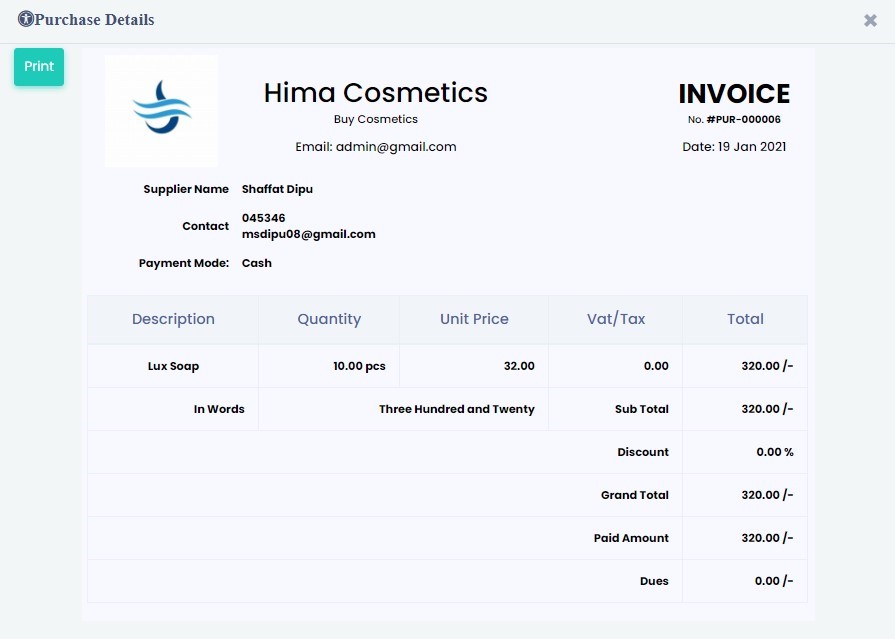 Purchase Details
✖
Print
Hima Cosmetics
Buy Cosmetics
Email: admin@gmail.com
INVOICE
No. #PUR-000006
Date: 19 Jan 2021
Supplier Name Shaffat Dipu
Contact 045346
msdipu08@gmail.com
Payment Mode: Cash
Description Quantity Unit Price Vat/Tax Total
Lux Soap 10.00 pcs 32.00 0.00 320.00 /-
In Words Three Hundred and Twenty Sub Total 320.00 /-
Discount 0.00 %
Grand Total 320.00 /-
Paid Amount 320.00 /-
Dues 0.00 /-